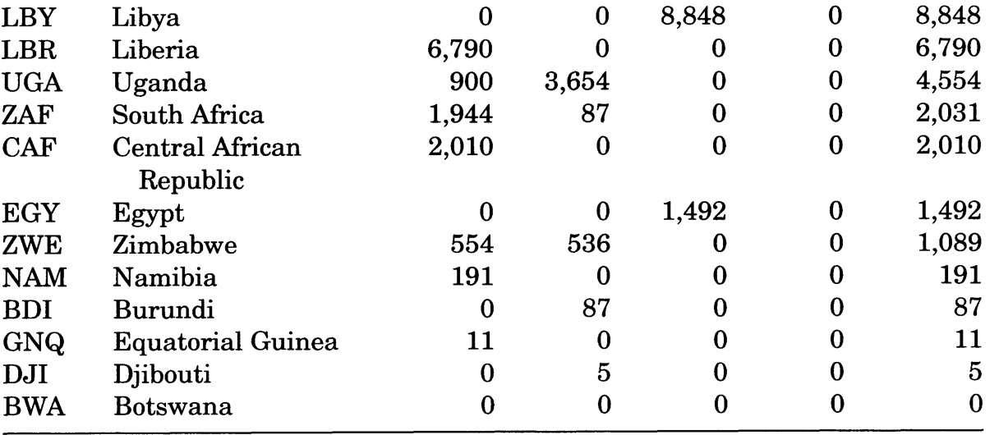 LBY Libya 0 0 8,848 0 8,848
LBR Liberia 6,790 0 0 0 6,790
UGA Uganda 900 3,654 0 0 4,554
ZAF South Africa 1,944 87 0 0 2,031
CAF Central African 2,010 0 0 0 2,010
Republic
EGY Egypt 0 0 1,492 0 1,492
ZWE Zimbabwe 554 536 0 0 1,089
NAM Namibia 191 0 0 0 191
BDI Burundi 0 87 0 0 87
GNQ Equatorial Guinea 11 0 0 0 11
DJI Djibouti 0 5 0 0 5
BWA Botswana 0 0 0 0 0